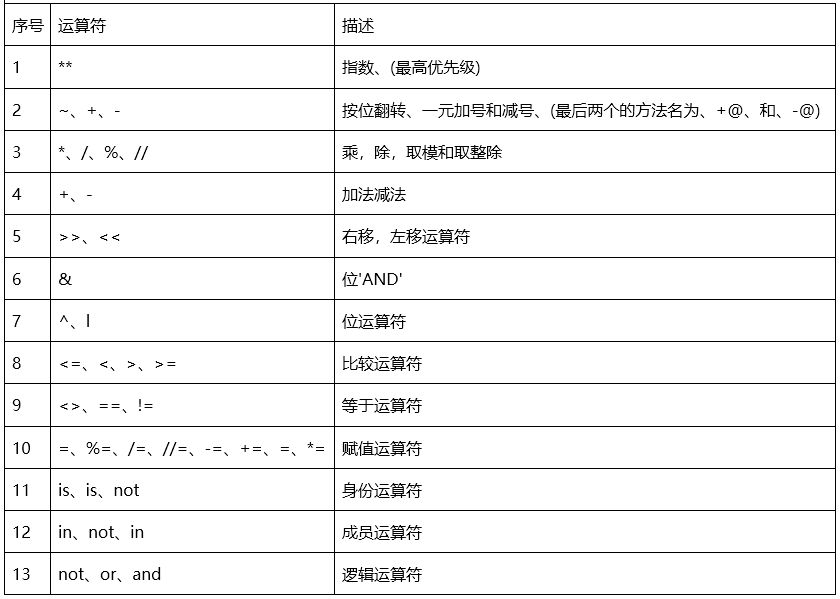 序号 运算符 描述
1 ** 指数、(最高优先级)
2 ~、+、- 按位翻转、一元加号和减号、(最后两个的方法名为、+@、和、-@)
3 *、/、%、// 乘，除，取模和取整除
4 +、- 加法减法
5 >>、<< 右移，左移运算符
6 & 位'AND'
7 ^、| 位运算符
8 <=、<、>、>= 比较运算符
9 <>、==、!= 等于运算符
10 =、%=、/=、//=、-=、+=、=、*= 赋值运算符
11 is、is、not 身份运算符
12 in、not、in 成员运算符
13 not、or、and 逻辑运算符